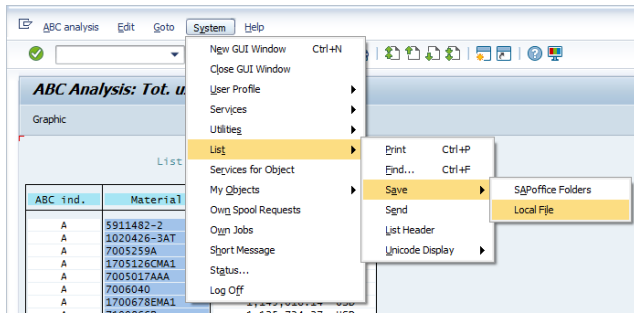 ABC analysis Edit Goto System Help
ABC Analysis: Tot. u
Graphic
List
ABC ind. Material
A 5911482-2
A 1020426-3AT
A 7005259A
A 1705126CMA1
A 7005017AAA
A 7006040
A 1700678EMA1
New GUI Window Ctrl+N
Close GUI Window
User Profile
Services
Utilities
List
Services for Object
My Objects
Own Spool Requests
Own Jobs
Short Message
Status...
Log Off
Print Ctrl+P
Find... Ctrl+F
Save
Send
List Header
Unicode Display
SAPoffice Folders
Local File